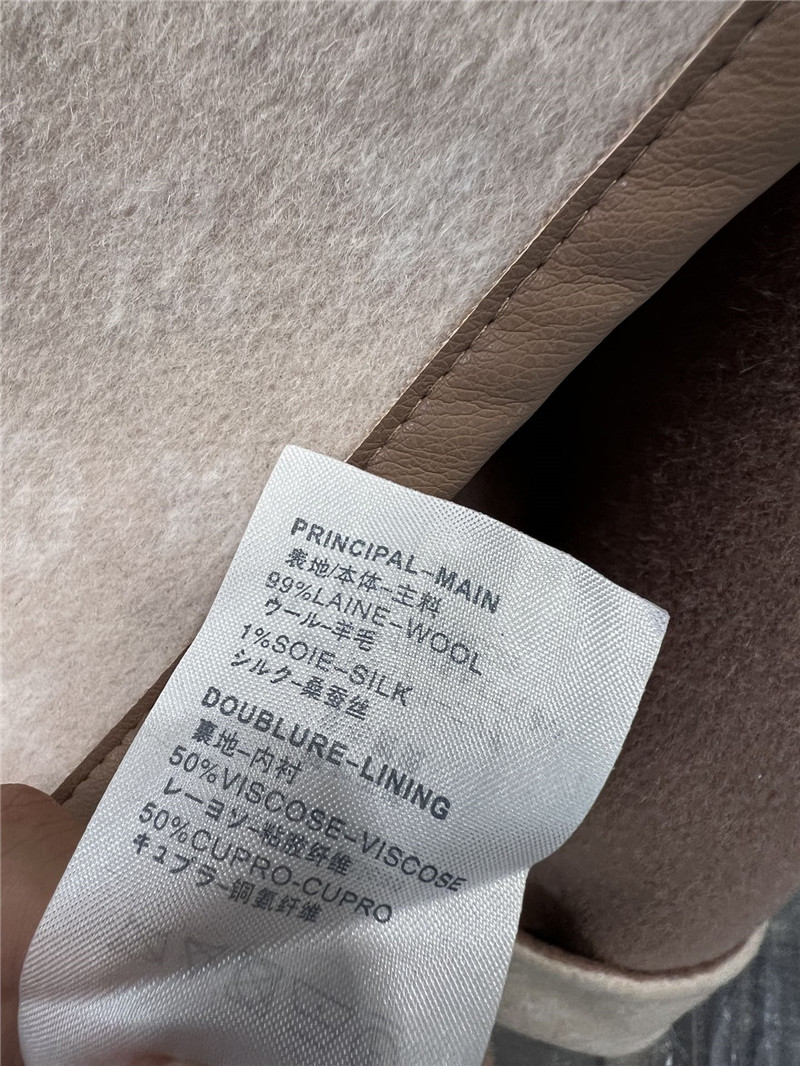 PRINCIPAL-MAIN
表地/本体-主料
99%LAINE-WOOL
ウール-羊毛
1%SOIE-SILK
シルク-桑蚕丝
DOUBLURE-LINING
裏地-内衬
50%VISCOSE-VISCOSE
レーヨソ-粘胶纤维
50%CUPRO-CUPRO
キュプラ-铜氨纤维